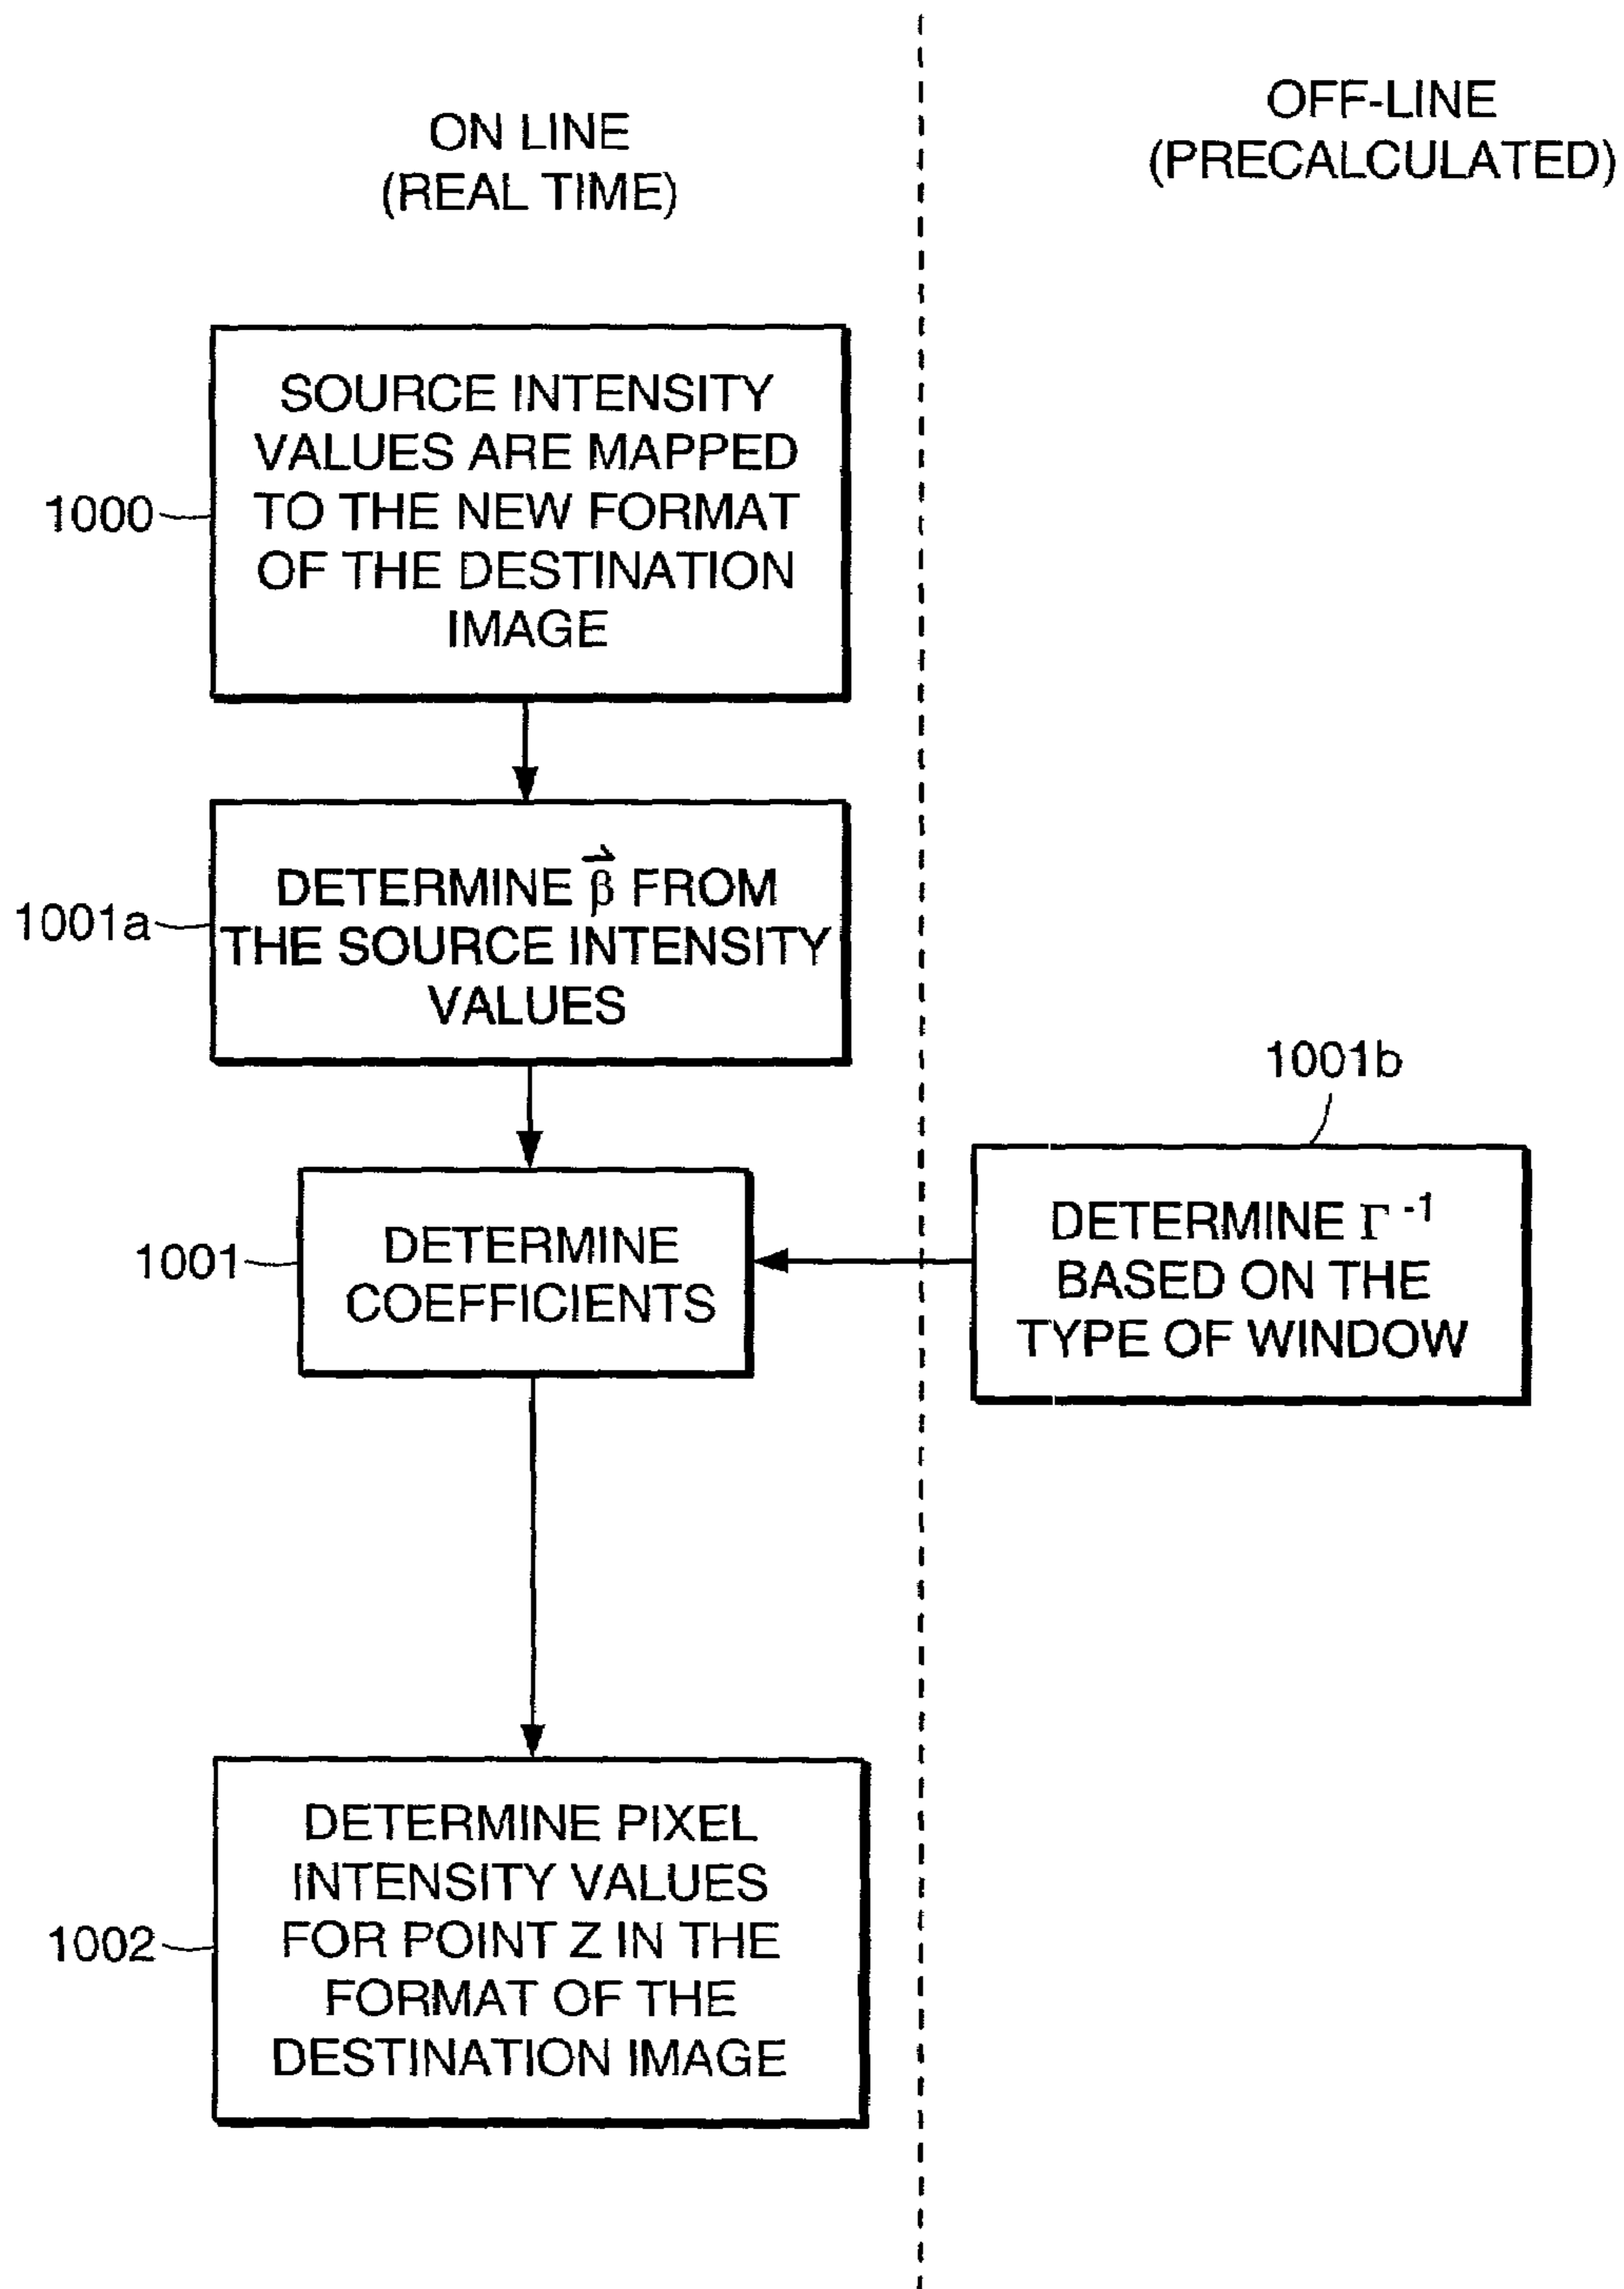 ON LINE
(REAL TIME)
OFF-LINE
(PRECALCULATED)
1000
SOURCE INTENSITY
VALUES ARE MAPPED
TO THE NEW FORMAT
OF THE DESTINATION
IMAGE
1001a
DETERMINE β⃗ FROM
THE SOURCE INTENSITY
VALUES
1001
DETERMINE
COEFFICIENTS
1001b
DETERMINE Γ⁻¹
BASED ON THE
TYPE OF WINDOW
1002
DETERMINE PIXEL
INTENSITY VALUES
FOR POINT Z IN THE
FORMAT OF THE
DESTINATION IMAGE